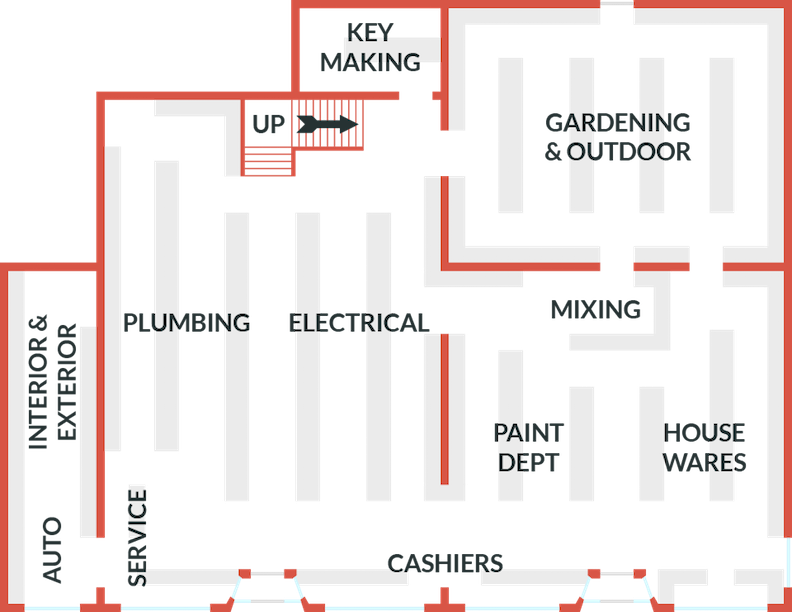 KEY
MAKING
UP
GARDENING
& OUTDOOR
MIXING
PLUMBING
ELECTRICAL
INTERIOR &
EXTERIOR
PAINT
DEPT
HOUSE
WARES
AUTO
SERVICE
CASHIERS